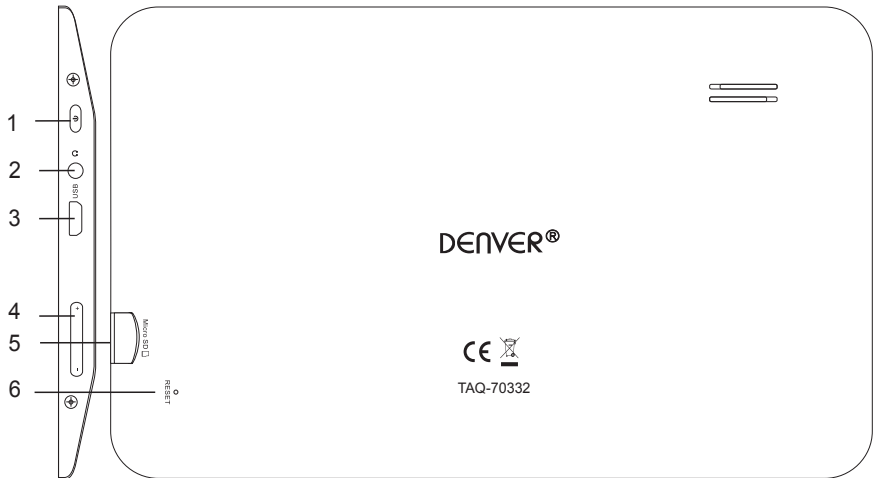 1
2
USB
3
DENVER®
4
+
Micro SD
5
-
CE
6
RESET
TAQ-70332